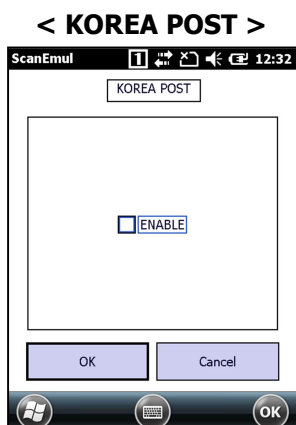 < KOREA POST >
ScanEmul 1 12:32
KOREA POST
ENABLE
OK Cancel
OK